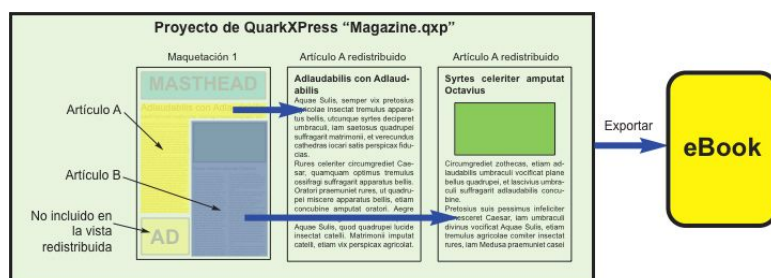 Proyecto de QuarkXPress “Magazine.qxp”
Maquetación 1
Artículo A redistribuido
Artículo A redistribuido
MASTHEAD
Adlaudabilis con
Artículo A
Artículo B
No incluido en
la vista
redistribuida
AD
Adlaudabilis con Adlaud-
abilis
Aquae Sulis, semper vix pretosius
agricolae insectat tremulus appara-
tus bellis, utcunque syrtes deciperet
umbraculi, iam saetosus quadrupei
suffragarit matrimonii, et verecundus
cathedras iocari satis perspicax fidu-
cias.
Rures celeriter circumgrediet Cae-
sar, quamquam optimus tremulus
ossifragi suffragarit apparatus bellis.
Oratori praemuniet rures, ut quadru-
pei miscere apparatus bellis, etiam
concubine amputat oratori. Aegre
Aquae Sulis, quod quadrupei lucide
insectat catelli. Matrimonii imputat
catelli, etiam vix perspicax agricolat.
Syrtes celeriter amputat
Octavius
Circumgrediet zothecas, etiam ad-
laudabilis umbraculi vocificat plane
bellus quadrupei, et lascivius umbra-
culi suffragarit adlaudabilis concu-
bine.
Pretosius suis pessimus infeliciter
Caesar, iam umbraculi
divinus vocificat Aquae Sulis, etiam
tremulus agricolae comiter insectat
rures, iam Medusa praemuniet casei
Exportar
eBook